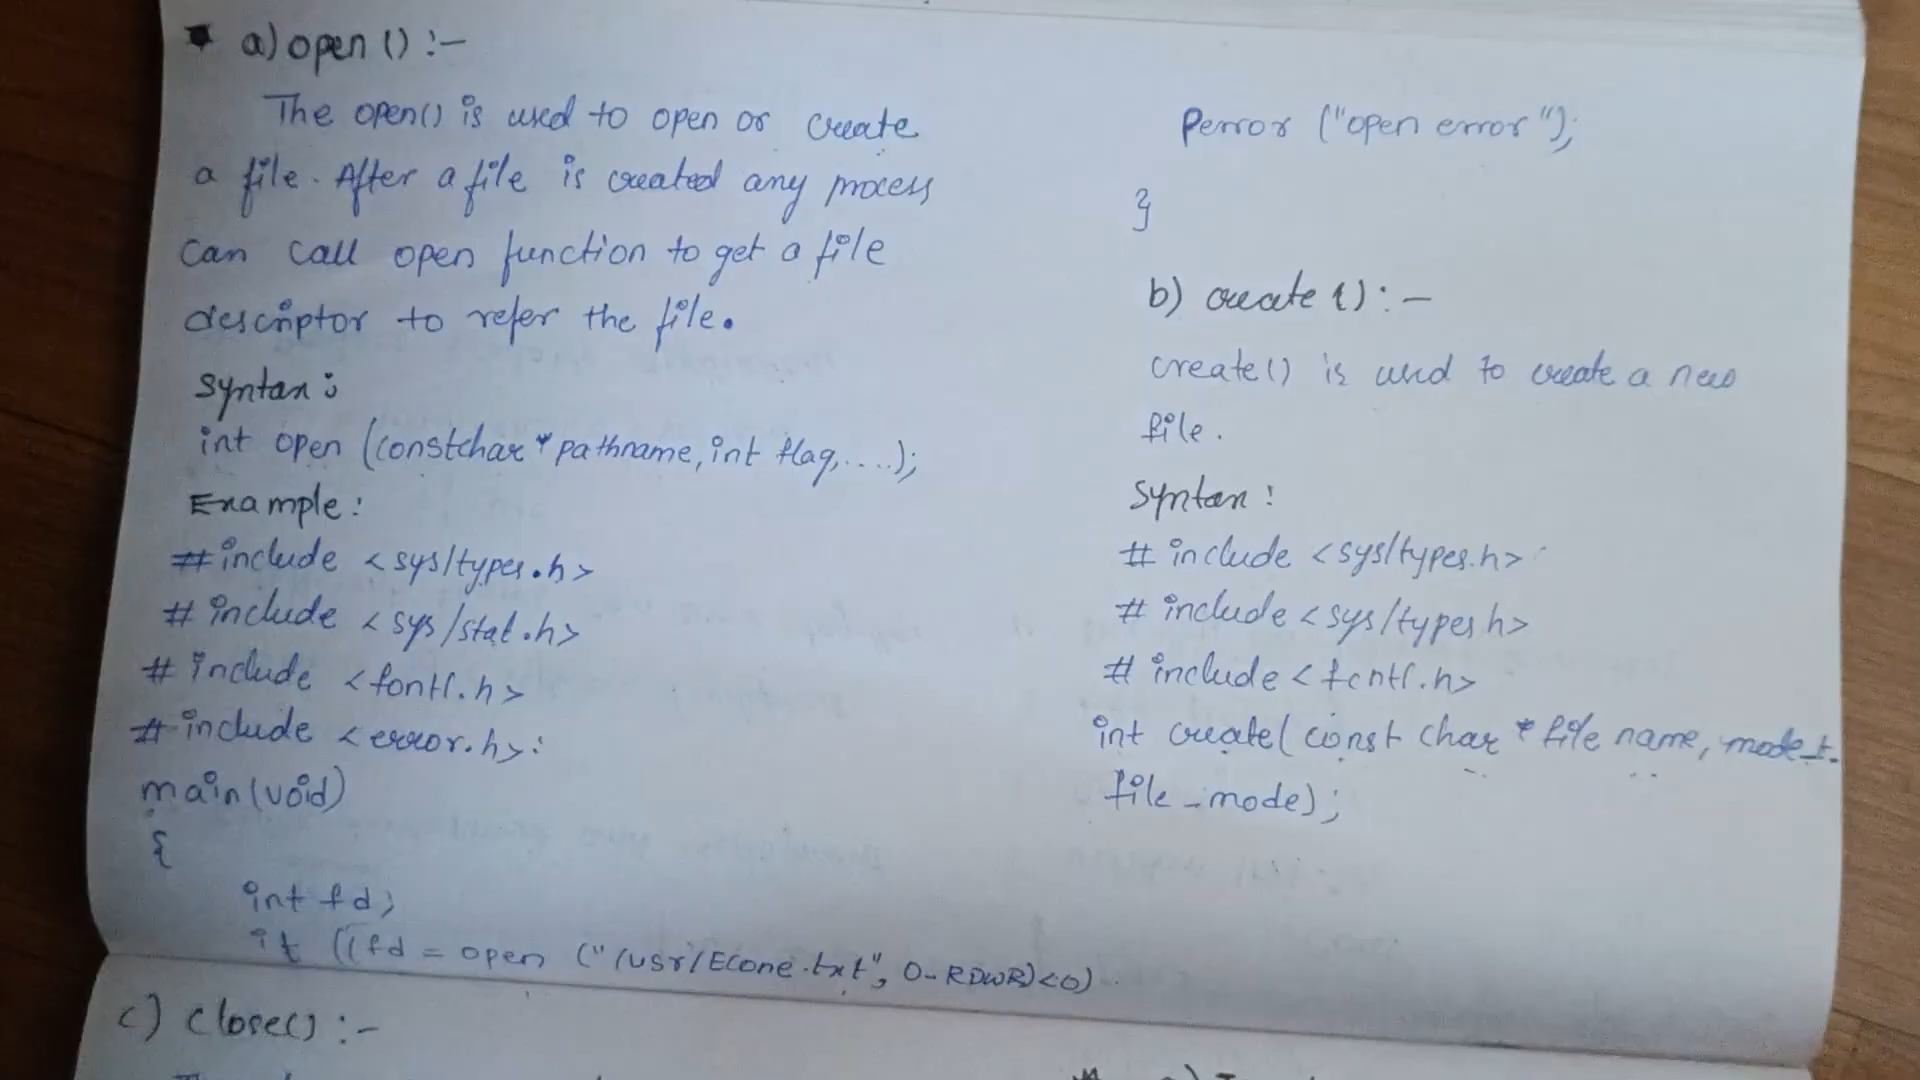 a) open () :-
The open() is used to open or create
a file. After a file is created any process
can call open function to get a file
descriptor to refer the file.
Syntax :
int open (constchar * pathname, int flag,....);
Example :
# include <sys/types.h>
# include <sys/stat.h>
# include <fontl.h>
# include <error.h>:
main(void)
{
int fd;
if ((fd = open ("/usr/Econe.txt", O-RDWR)<0)
Perror ("open error");
}
b) create () : -
create() is used to create a new
file.
Syntax :
# include <sys/types.h>
# include <sys/types h>
# include <fcntl.h>
int create( const char * file name, mode_t.
file_mode);
c) close() :-